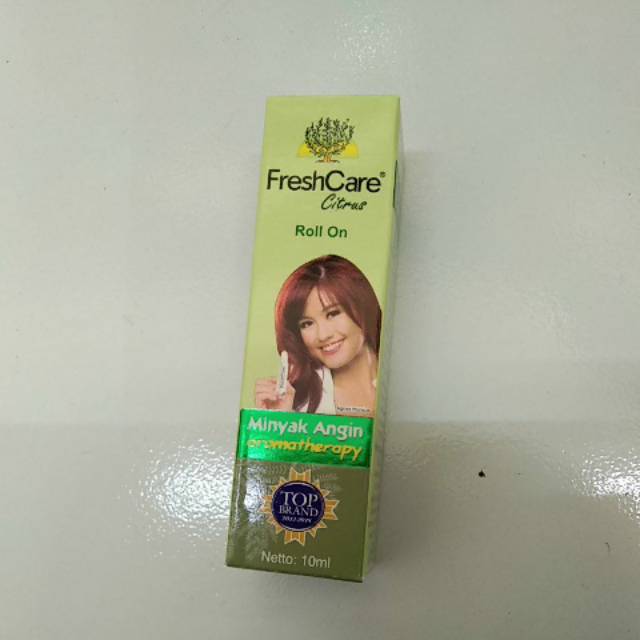 FreshCare®
Citrus
Roll On
Minyak Angin
aromatherapy
TOP
BRAND
Netto: 10ml